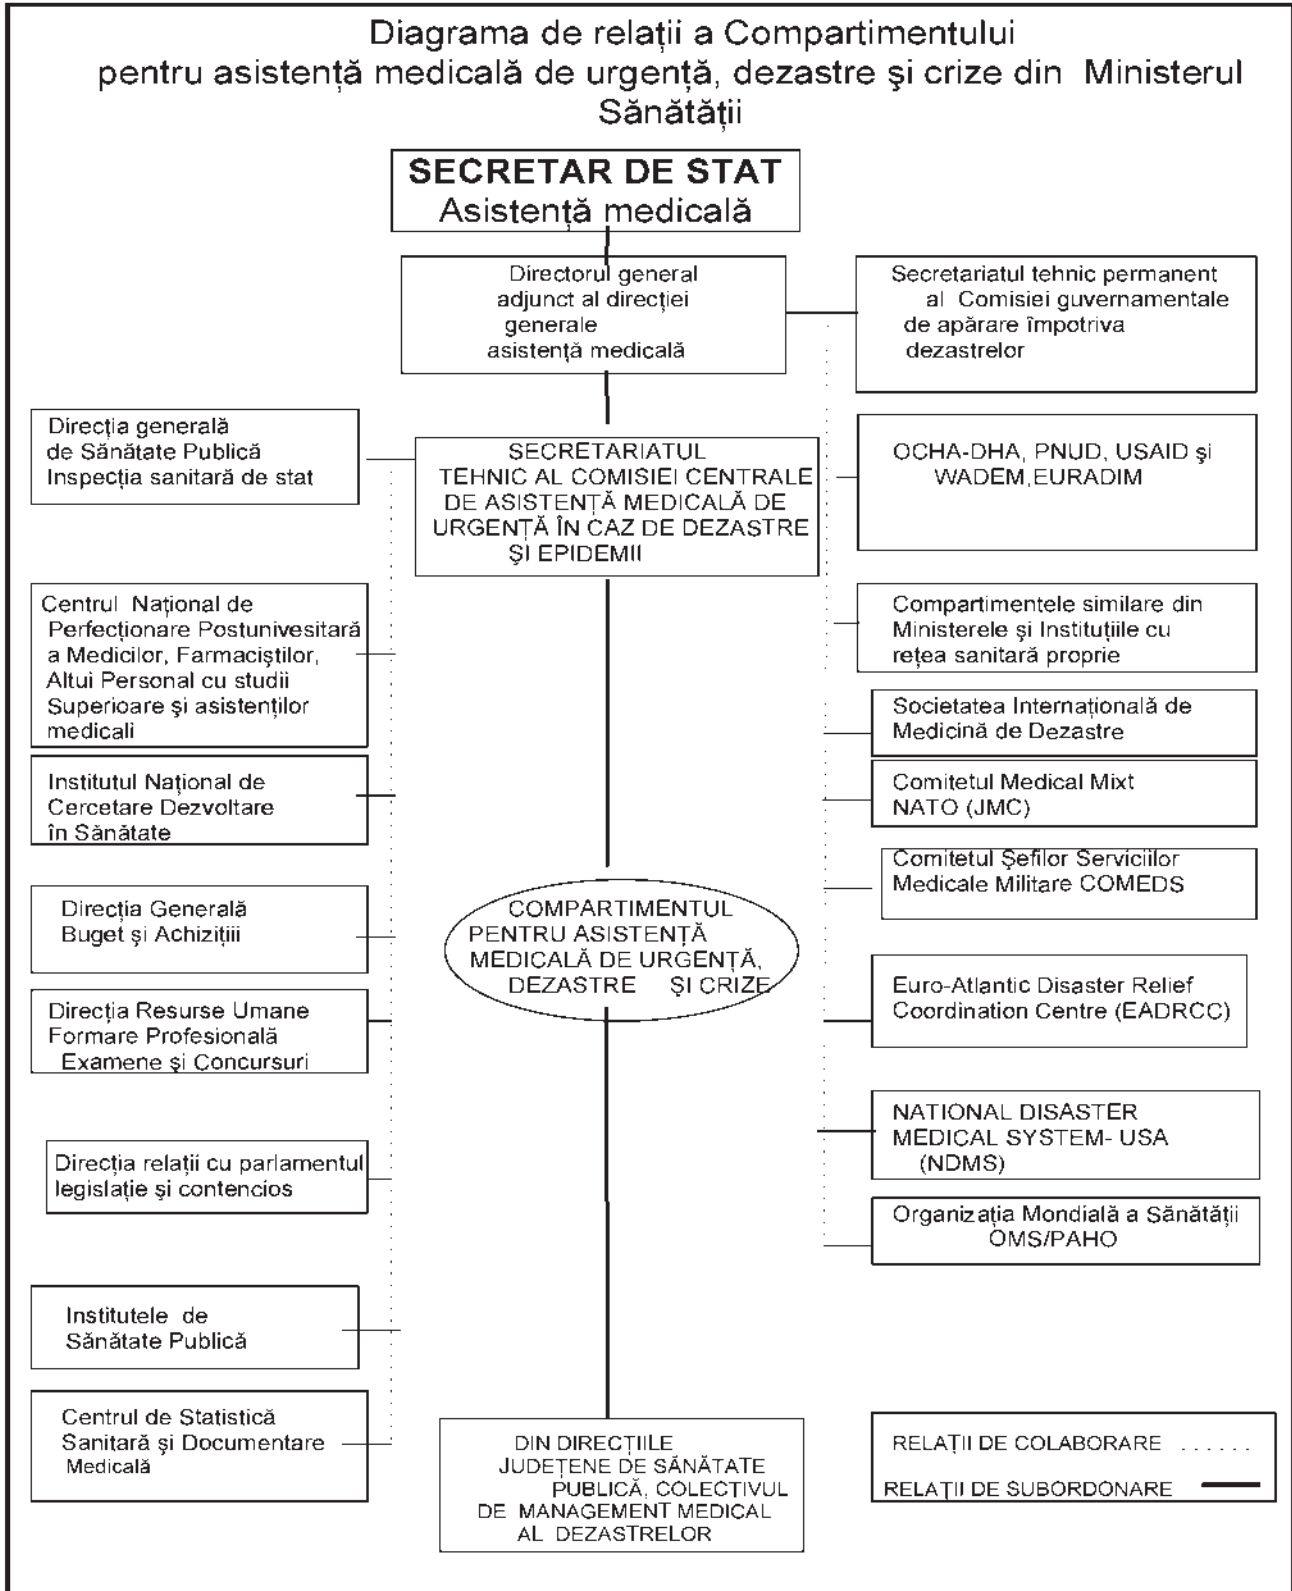 Diagrama de relații a Compartimentului
pentru asistență medicală de urgență, dezastre şi crize din Ministerul
Sănătății
SECRETAR DE STAT
Asistență medicală
Directorul general
adjunct al direcției
generale
asistență medicală
Secretariatul tehnic permanent
al Comisiei guvernamentale
de apărare împotriva
dezastrelor
Direcția generală
de Sănătate Publică
Inspecția sanitară de stat
SECRETARIATUL
TEHNIC AL COMISIEI CENTRALE
DE ASISTENȚĂ MEDICALĂ DE
URGENȚĂ ÎN CAZ DE DEZASTRE
ŞI EPIDEMII
OCHA-DHA, PNUD, USAID şi
WADEM,EURADIM
Centrul Național de
Perfecționare Postunivesitară
a Medicilor, Farmaciştilor,
Altui Personal cu studii
Superioare şi asistenților
medicali
Compartimentele similare din
Ministerele şi Instituțiile cu
rețea sanitară proprie
Societatea Internațională de
Medicină de Dezastre
Institutul Național de
Cercetare Dezvoltare
în Sănătate
Comitetul Medical Mixt
NATO (JMC)
Comitetul Şefilor Serviciilor
Medicale Militare COMEDS
Direcția Generală
Buget şi Achizițiii
COMPARTIMENTUL
PENTRU ASISTENȚĂ
MEDICALĂ DE URGENȚĂ,
DEZASTRE ŞI CRIZE
Direcția Resurse Umane
Formare Profesională
Examene şi Concursuri
Euro-Atlantic Disaster Relief
Coordination Centre (EADRCC)
NATIONAL DISASTER
MEDICAL SYSTEM- USA
(NDMS)
Direcția relații cu parlamentul
legislație şi contencios
Organizația Mondială a Sănătății
OMS/PAHO
Institutele de
Sănătate Publică
Centrul de Statistică
Sanitară şi Documentare
Medicală
DIN DIRECȚIILE
JUDEȚENE DE SĂNĂTATE
PUBLICĂ, COLECTIVUL
DE MANAGEMENT MEDICAL
AL DEZASTRELOR
RELAȚII DE COLABORARE ......
RELAȚII DE SUBORDONARE